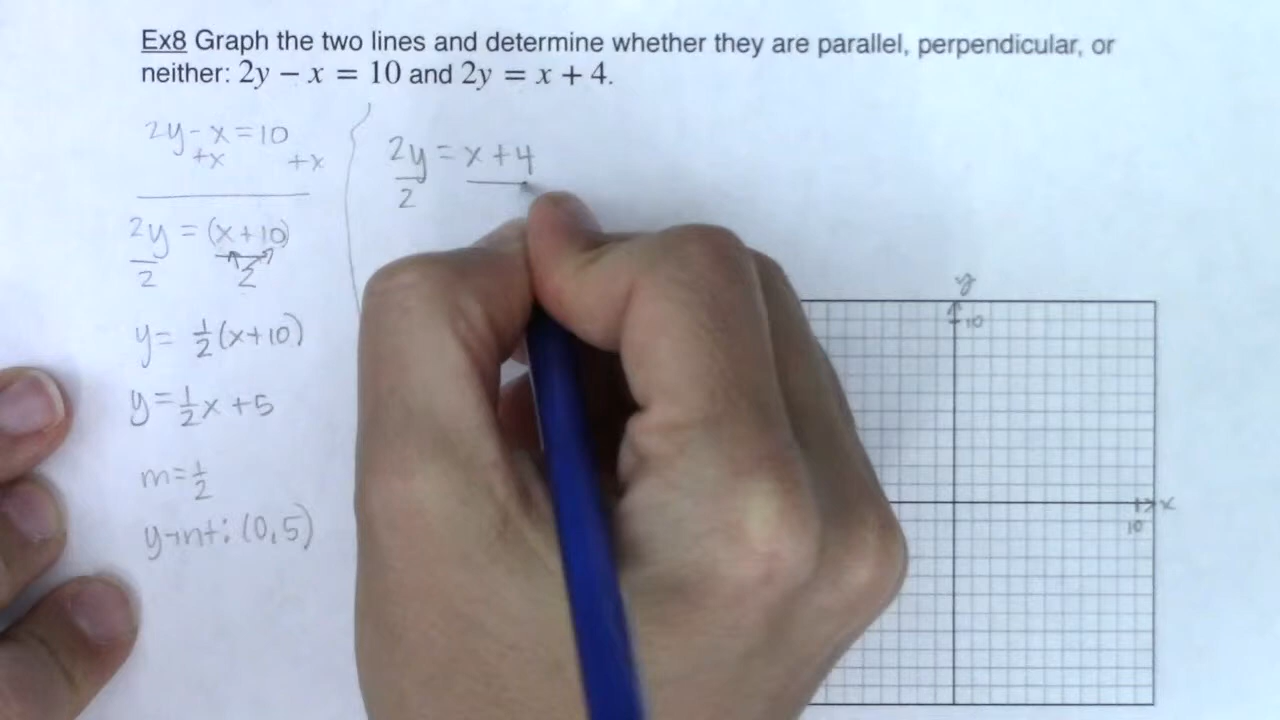 Ex8 Graph the two lines and determine whether they are parallel, perpendicular, or
neither: 2y − x = 10 and 2y = x + 4.
2y - x = 10
+x +x
2y = (x+10)
2 2
y = 1/2 (x+10)
y = 1/2 x + 5
m = 1/2
y-int: (0,5)
2y = x + 4
2
y
10
x
10